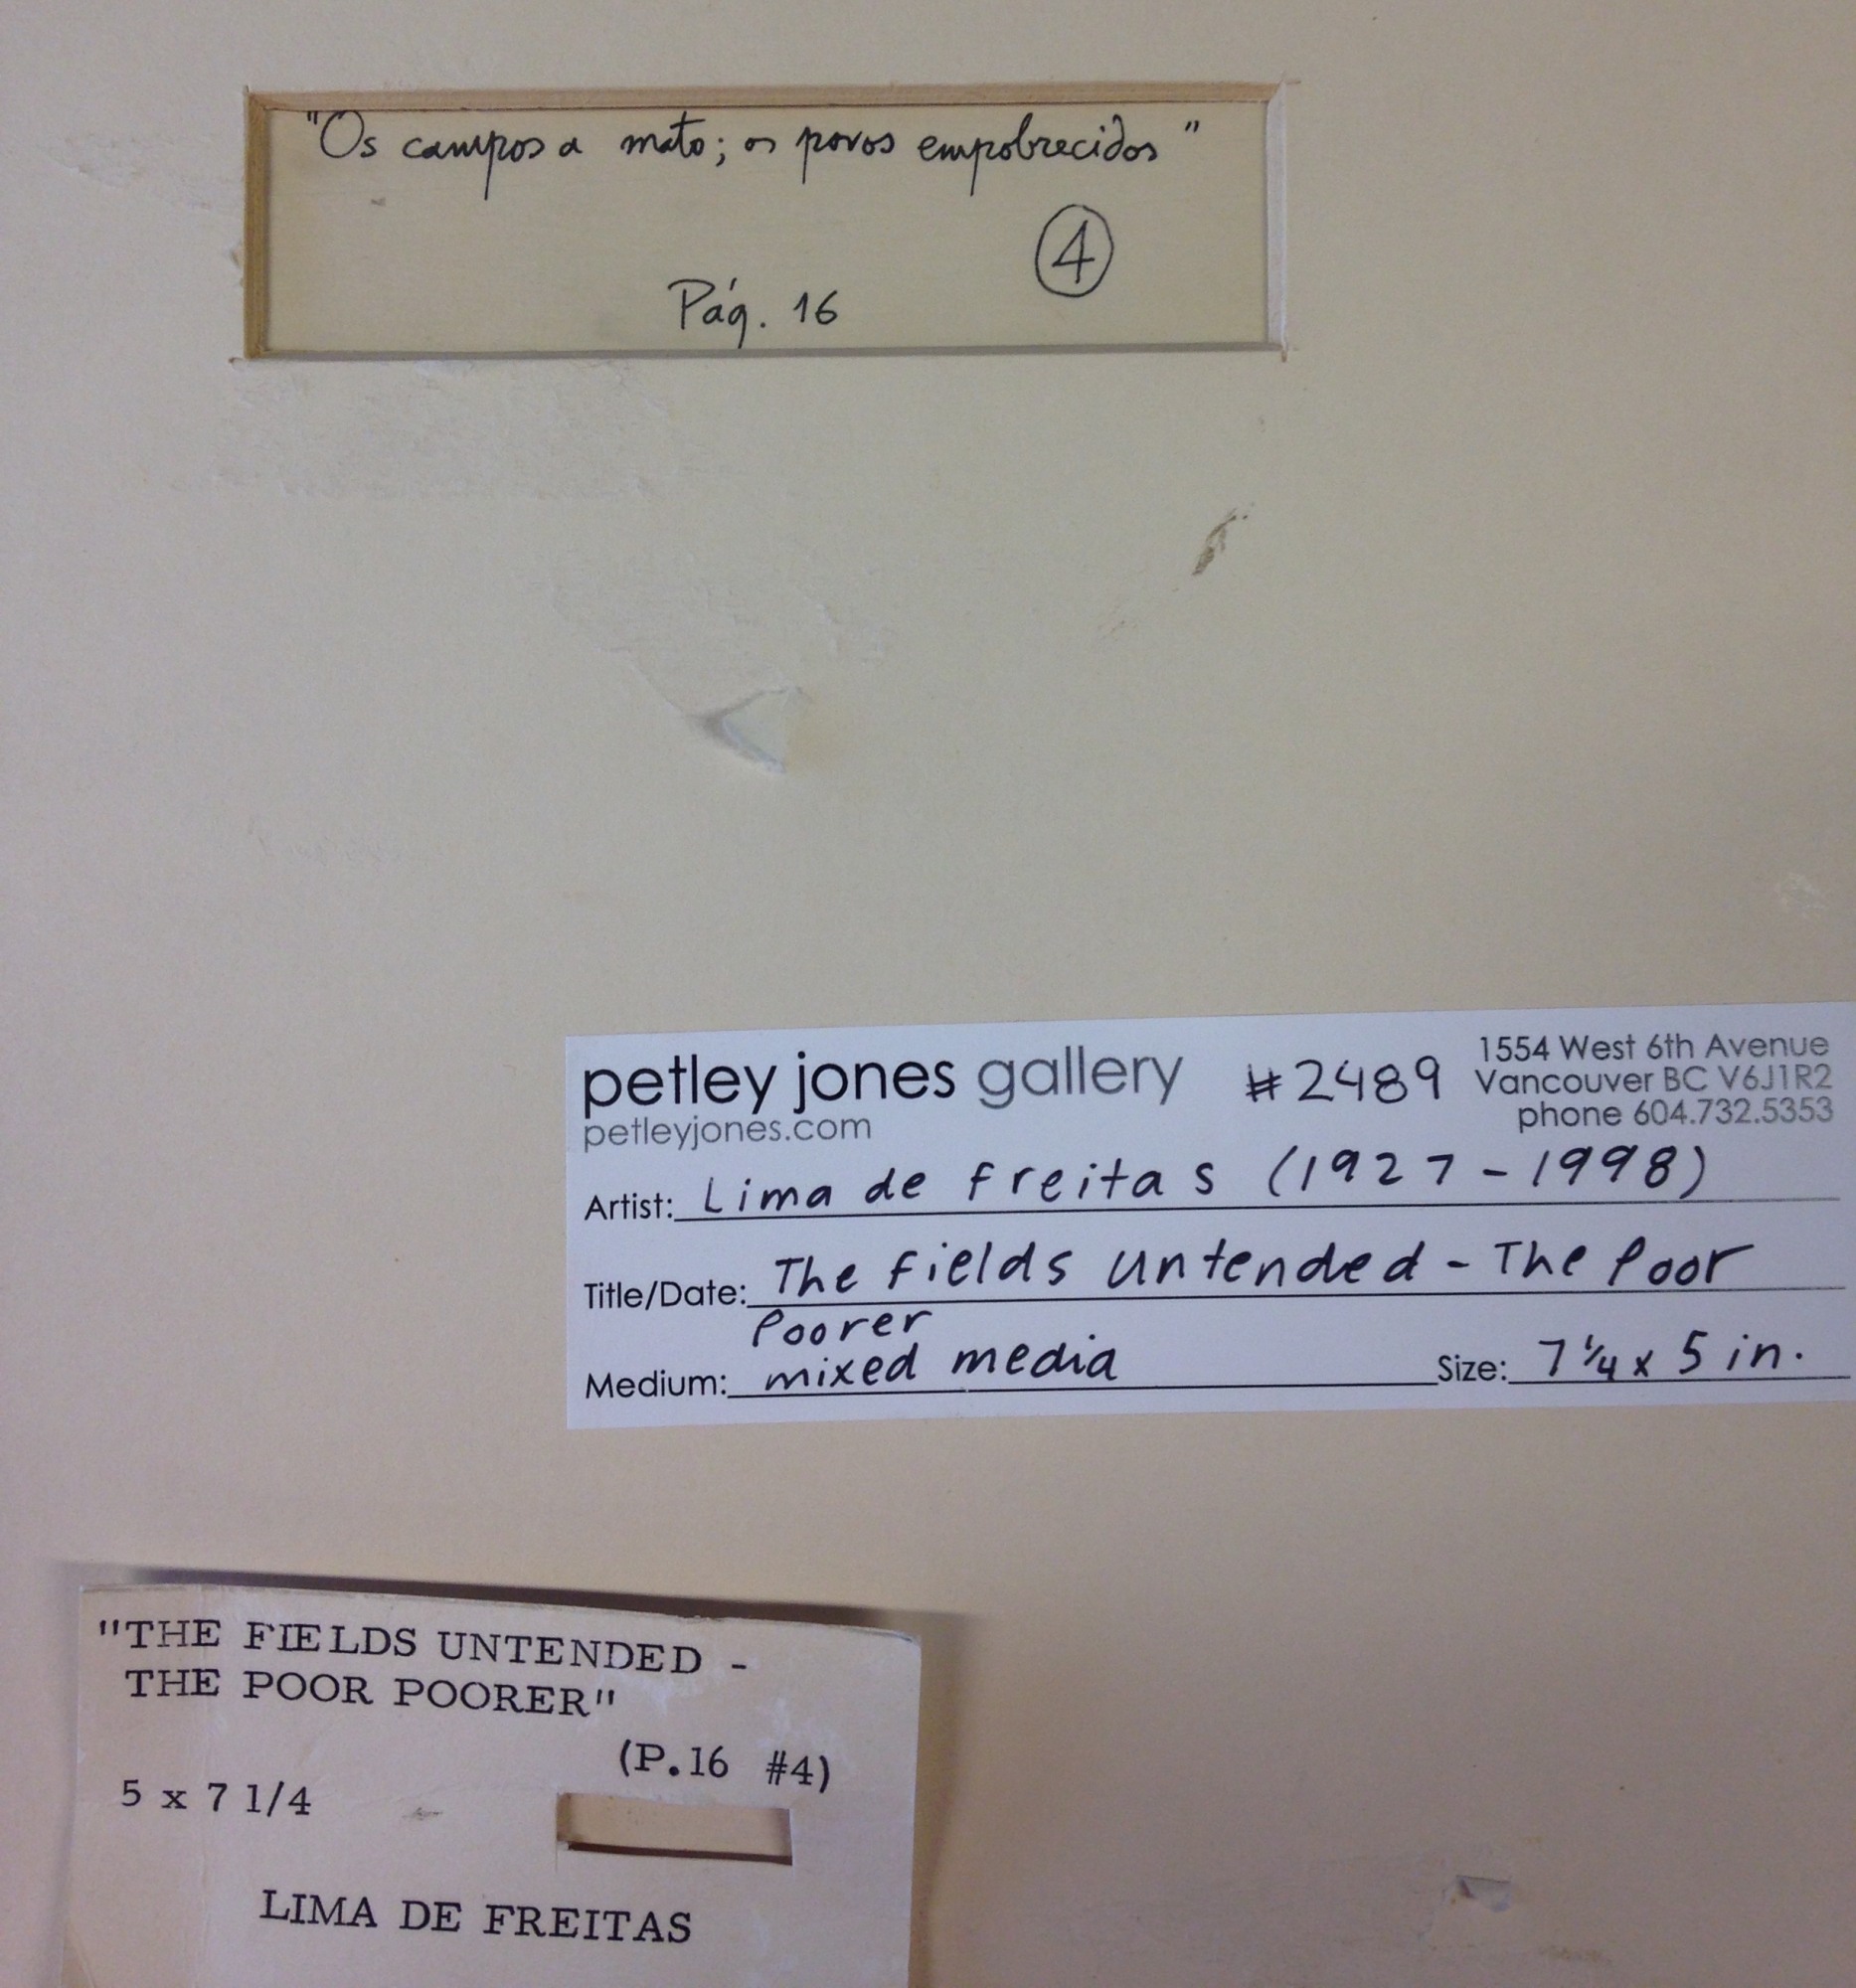 "Os campos a mato; os povos empobrecidos"
4
Pág. 16
petley jones gallery #2489
petleyjones.com
1554 West 6th Avenue
Vancouver BC V6J1R2
phone 604.732.5353
Artist: Lima de Freitas (1927-1998)
Title/Date: The Fields Untended - The Poor
Poorer
Medium: mixed media Size: 7 1/4 x 5 in.
"THE FIELDS UNTENDED -
THE POOR POORER"
(P.16 #4)
5 x 7 1/4
LIMA DE FREITAS